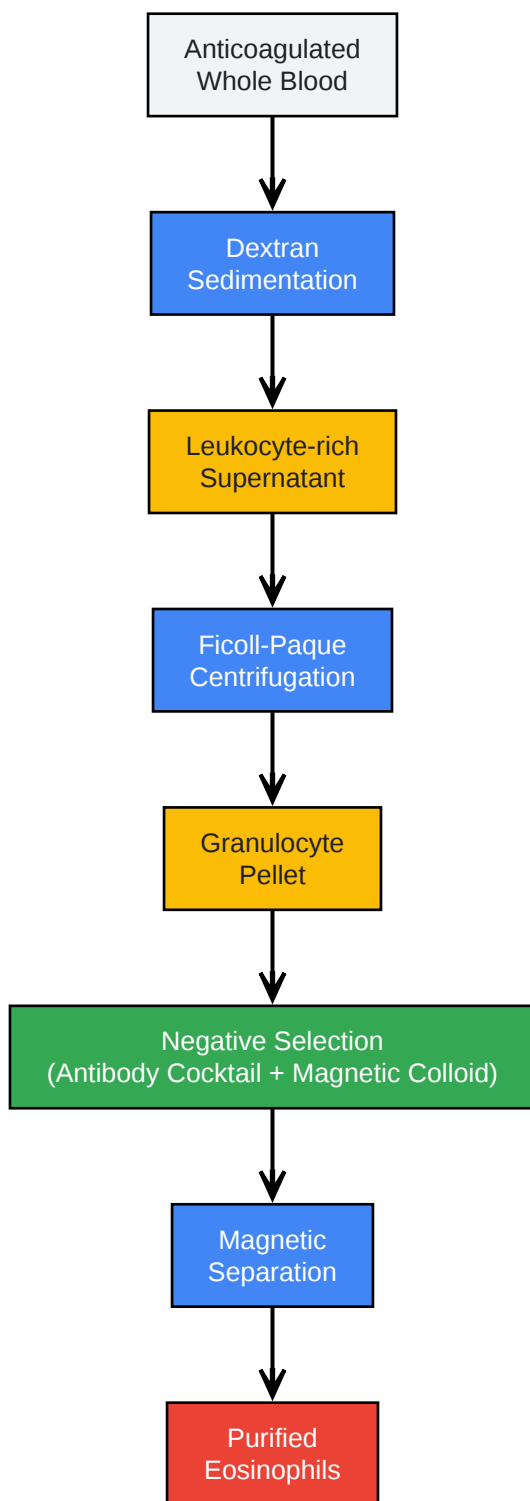 Anticoagulated
Whole Blood
Dextran
Sedimentation
Leukocyte-rich
Supernatant
Ficoll-Paque
Centrifugation
Granulocyte
Pellet
Negative Selection
(Antibody Cocktail + Magnetic Colloid)
Magnetic
Separation
Purified
Eosinophils